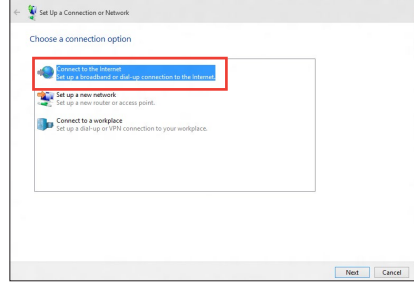 Set Up a Connection or Network
Choose a connection option
Connect to the Internet
Set up a broadband or dial-up connection to the Internet.
Set up a new network
Set up a new router or access point.
Connect to a workplace
Set up a dial-up or VPN connection to your workplace.
Next Cancel